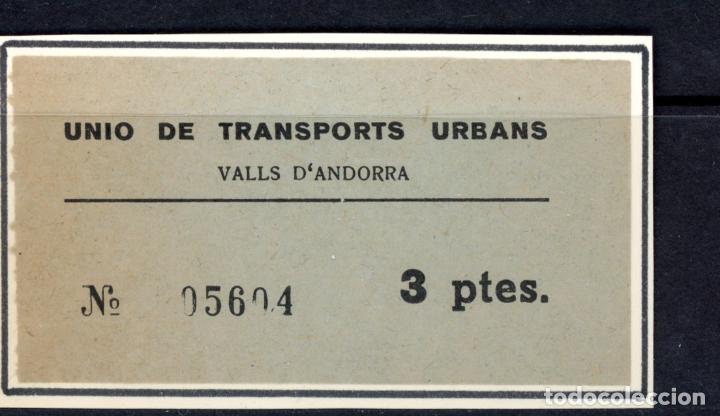 UNIO DE TRANSPORTS URBANS
VALLS D'ANDORRA
№ 05604
3 ptes.
todocoleccion